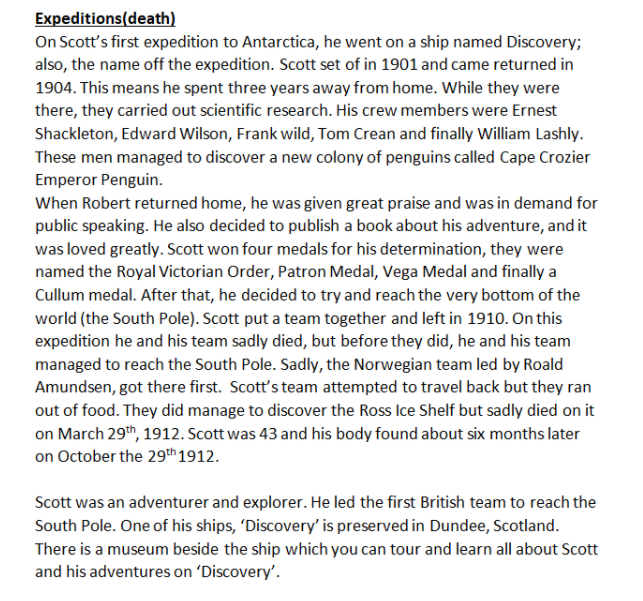 Expeditions(death)
On Scott's first expedition to Antarctica, he went on a ship named Discovery;
also, the name off the expedition. Scott set of in 1901 and came returned in
1904. This means he spent three years away from home. While they were
there, they carried out scientific research. His crew members were Ernest
Shackleton, Edward Wilson, Frank wild, Tom Crean and finally William Lashly.
These men managed to discover a new colony of penguins called Cape Crozier
Emperor Penguin.
When Robert returned home, he was given great praise and was in demand for
public speaking. He also decided to publish a book about his adventure, and it
was loved greatly. Scott won four medals for his determination, they were
named the Royal Victorian Order, Patron Medal, Vega Medal and finally a
Cullum medal. After that, he decided to try and reach the very bottom of the
world (the South Pole). Scott put a team together and left in 1910. On this
expedition he and his team sadly died, but before they did, he and his team
managed to reach the South Pole. Sadly, the Norwegian team led by Roald
Amundsen, got there first.  Scott's team attempted to travel back but they ran
out of food. They did manage to discover the Ross Ice Shelf but sadly died on it
on March 29th, 1912. Scott was 43 and his body found about six months later
on October the 29th 1912.

Scott was an adventurer and explorer. He led the first British team to reach the
South Pole. One of his ships, 'Discovery' is preserved in Dundee, Scotland.
There is a museum beside the ship which you can tour and learn all about Scott
and his adventures on 'Discovery'.